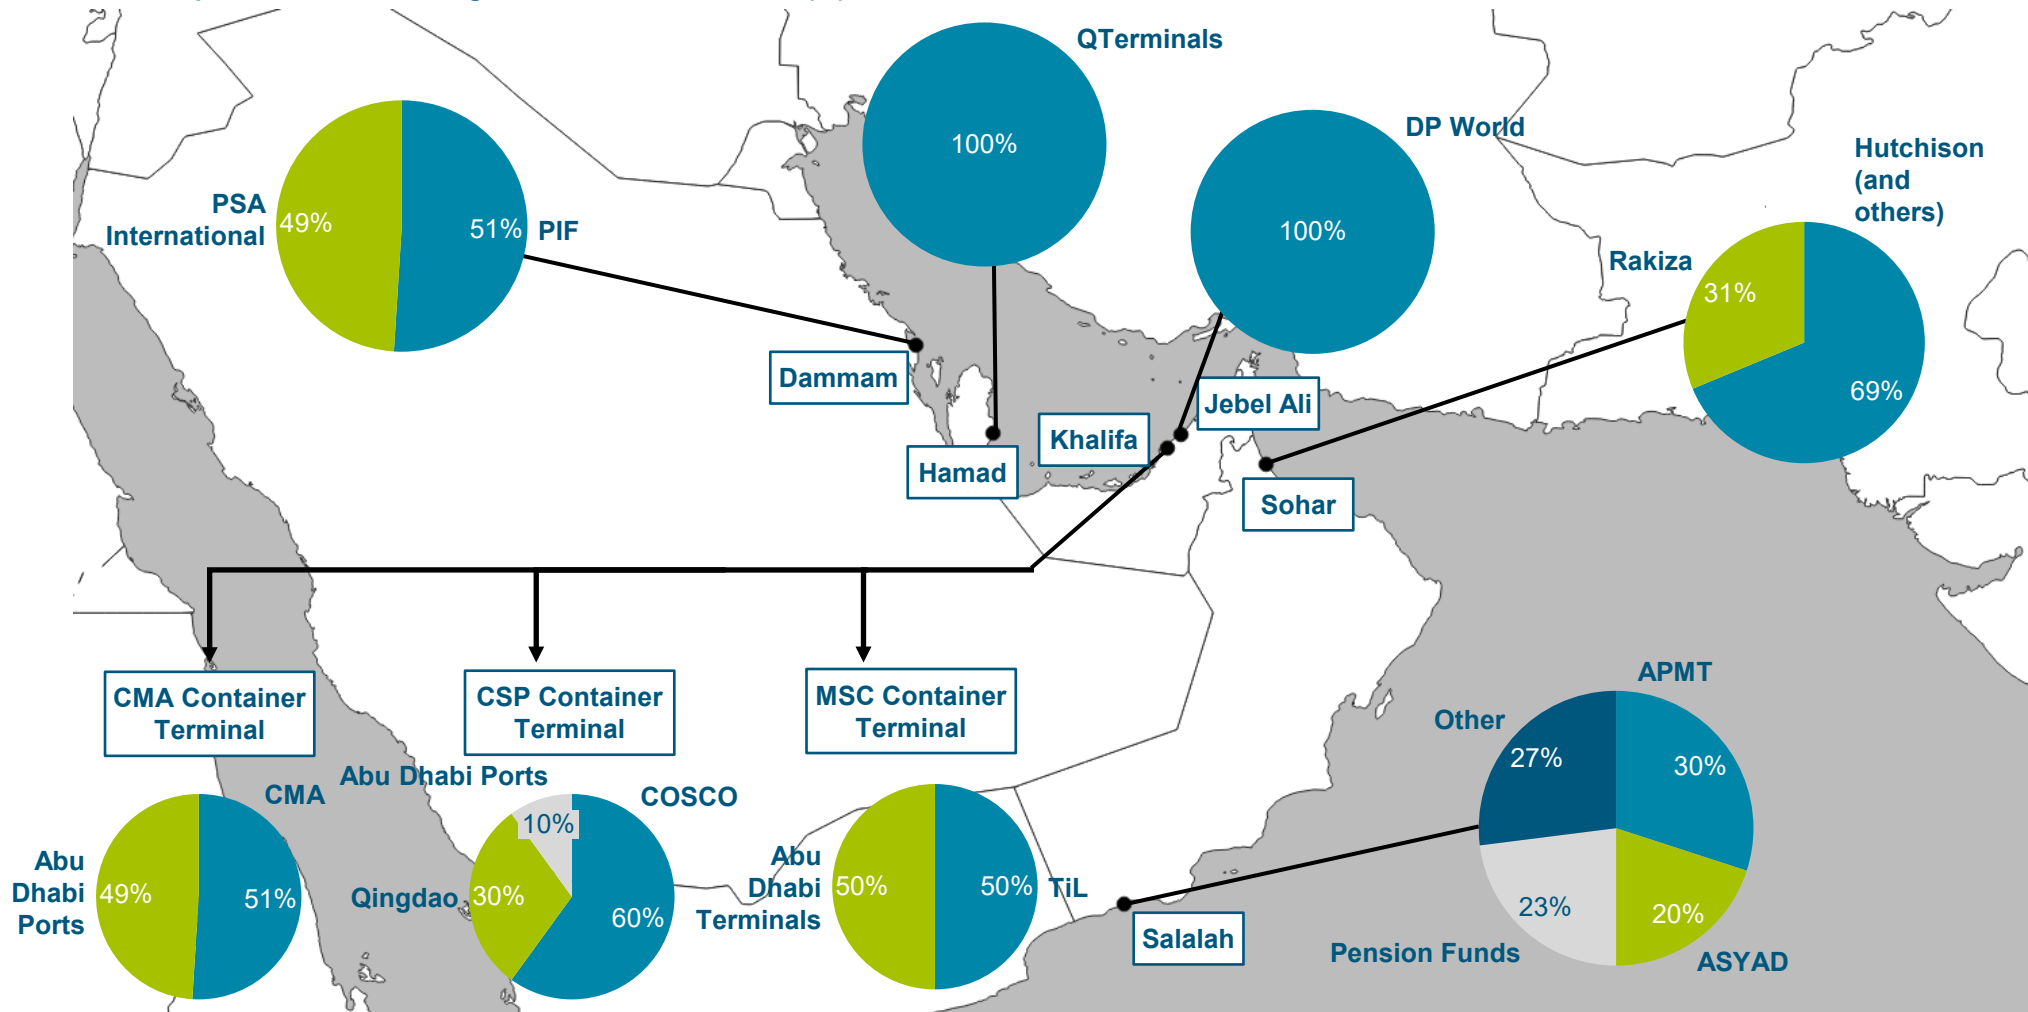 QTerminals
100%
DP World
100%
Hutchison
(and
others)
Rakiza
31%
69%
PSA
International
49%
51%
PIF
Dammam
Hamad
Khalifa
Jebel Ali
Sohar
CMA Container
Terminal
CSP Container
Terminal
MSC Container
Terminal
CMA
Abu
Dhabi
Ports
49%
51%
Abu Dhabi Ports
COSCO
10%
Qingdao
30%
60%
Abu
Dhabi
Terminals
50%
50%
TiL
Salalah
APMT
Other
27%
30%
23%
20%
Pension Funds
ASYAD